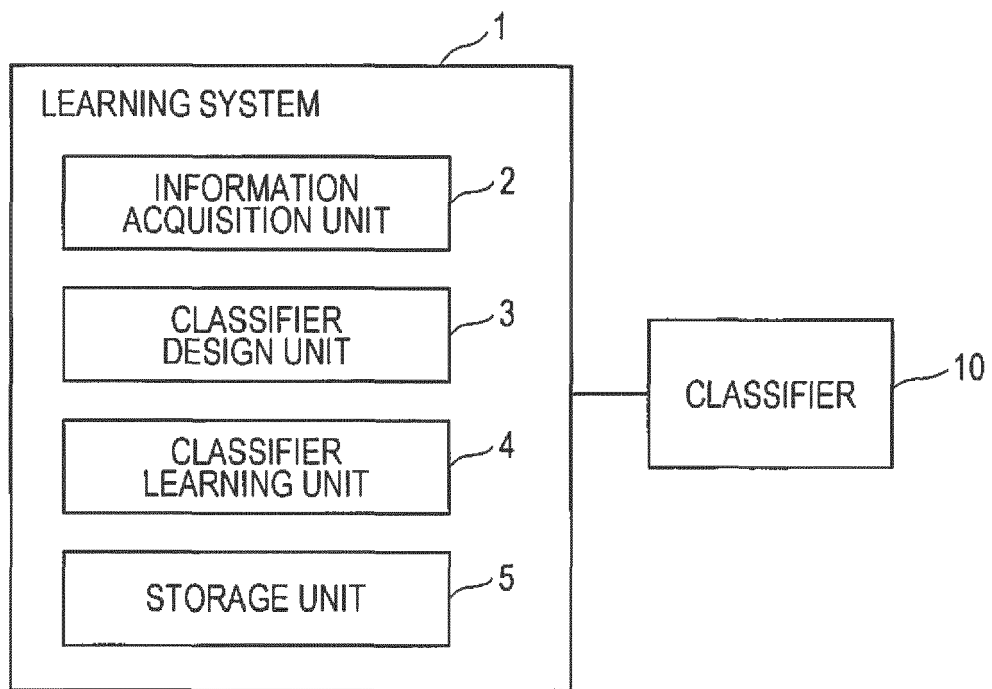 1
LEARNING SYSTEM
INFORMATION
ACQUISITION UNIT
2
CLASSIFIER
DESIGN UNIT
3
CLASSIFIER
LEARNING UNIT
4
STORAGE UNIT
5
CLASSIFIER
10